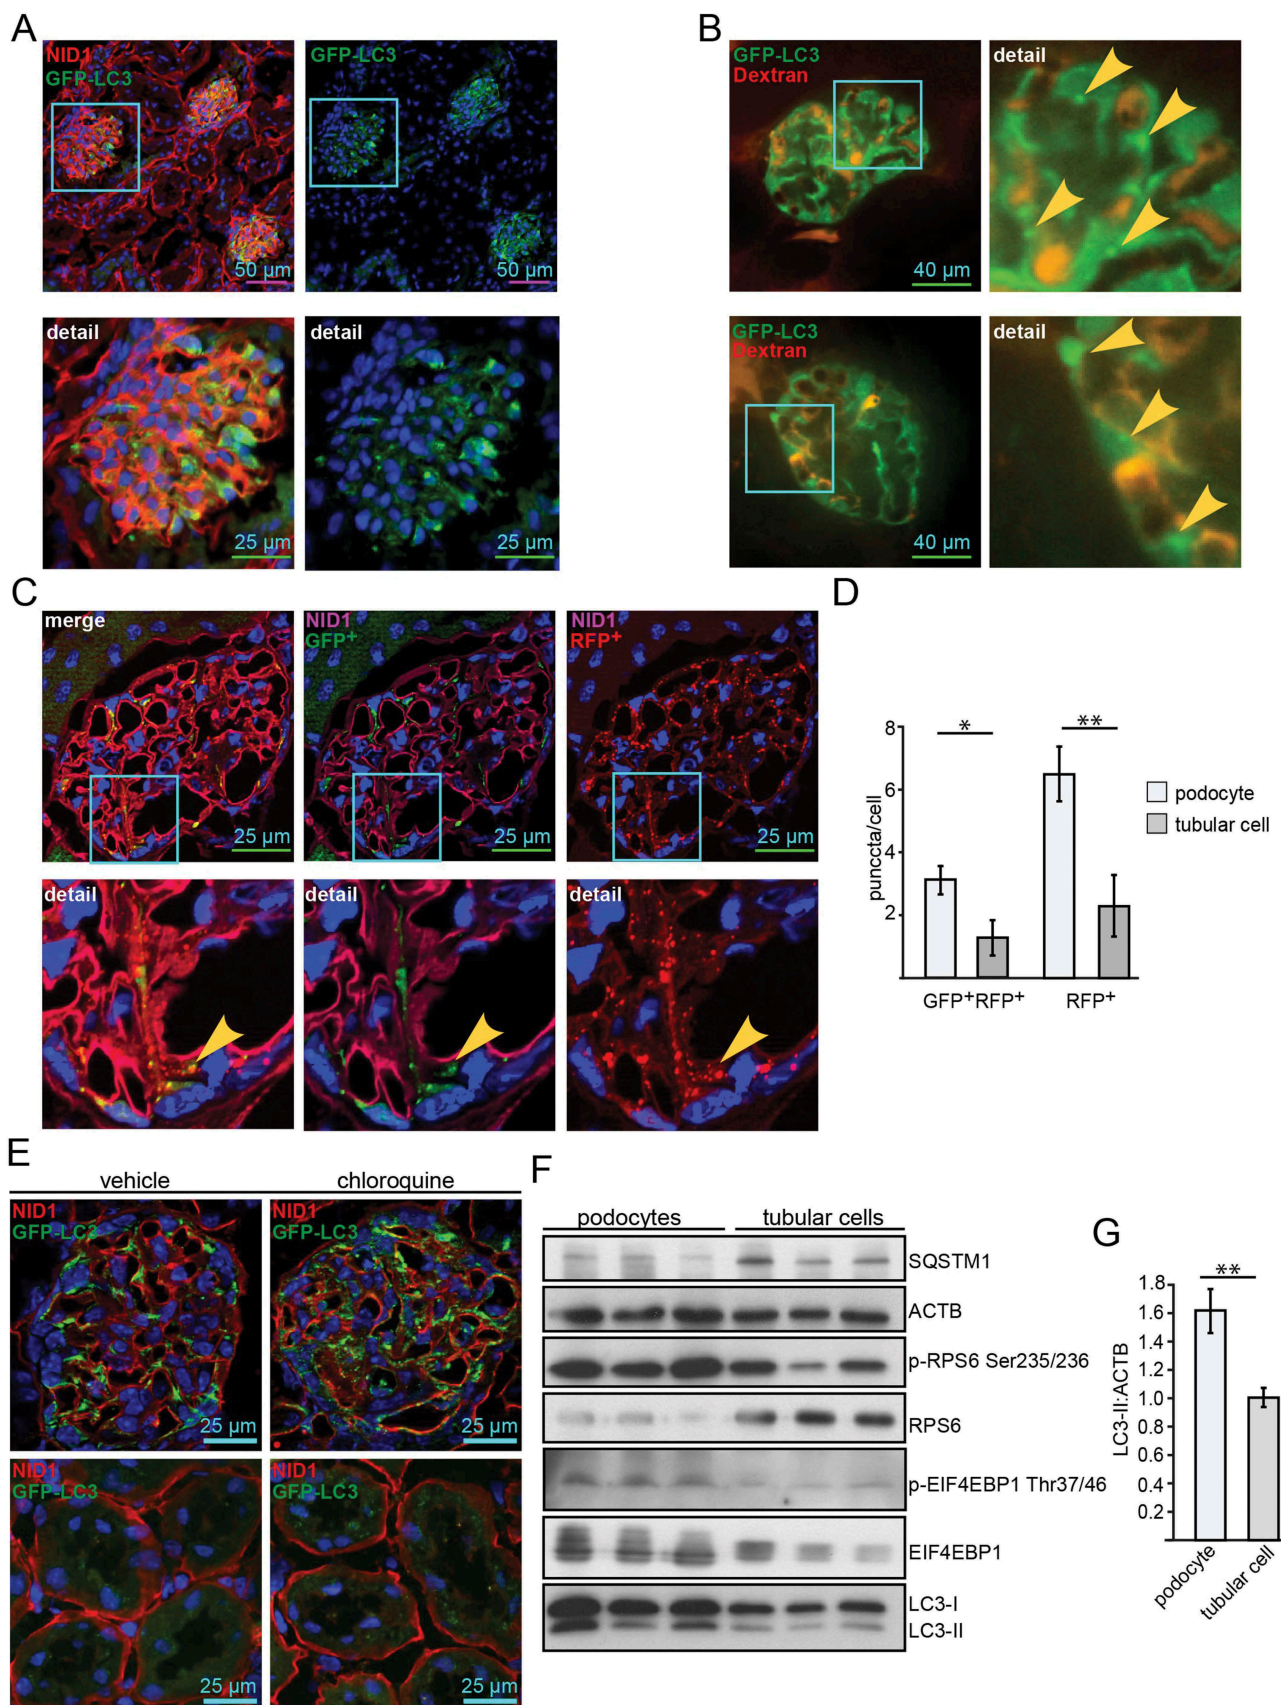 A
NID1
GFP-LC3
50 µm
GFP-LC3
50 µm
detail
25 µm
detail
25 µm
B
GFP-LC3
Dextran
40 µm
detail
GFP-LC3
Dextran
40 µm
detail
C
merge
25 µm
NID1
GFP+
25 µm
NID1
RFP+
25 µm
detail
detail
detail
D
punccta/cell
8
6
4
2
*
**
GFP+RFP+
RFP+
podocyte
tubular cell
E
vehicle
chloroquine
NID1
GFP-LC3
25 µm
NID1
GFP-LC3
25 µm
NID1
GFP-LC3
25 µm
NID1
GFP-LC3
25 µm
F
podocytes
tubular cells
SQSTM1
ACTB
p-RPS6 Ser235/236
RPS6
p-EIF4EBP1 Thr37/46
EIF4EBP1
LC3-I
LC3-II
G
LC3-II:ACTB
1.8
1.6
1.4
1.2
1.0
0.8
0.6
0.4
0.2
**
podocyte
tubular cell